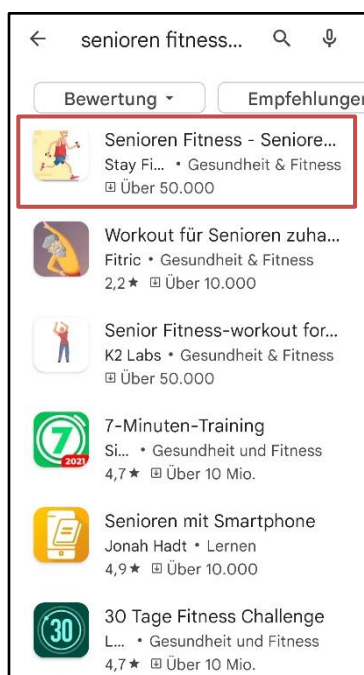 senioren fitness...
Bewertung
Empfehlungen
Senioren Fitness - Seniore...
Stay Fi... • Gesundheit & Fitness
Über 50.000
Workout für Senioren zuha...
Fitric • Gesundheit & Fitness
2,2★ Über 10.000
Senior Fitness-workout for...
K2 Labs • Gesundheit & Fitness
Über 50.000
7
2021
7-Minuten-Training
Si... • Gesundheit und Fitness
4,7★ Über 10 Mio.
Senioren mit Smartphone
Jonah Hadt • Lernen
4,9★ Über 10.000
30
30 Tage Fitness Challenge
L... • Gesundheit und Fitness
4,7★ Über 10 Mio.